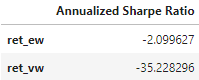 Annualized Sharpe Ratio
ret_ew -2.099627
ret_vw -35.228296